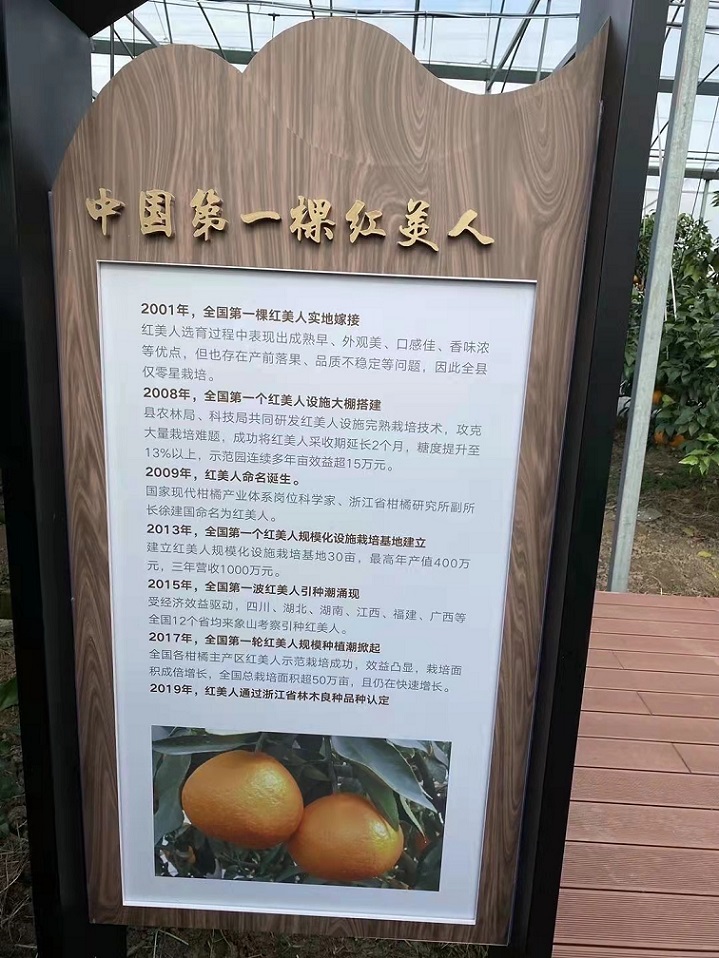 中国第一棵红美人
2001年，全国第一棵红美人实地嫁接
红美人选育过程中表现出成熟早、外观美、口感佳、香味浓
等优点，但也存在产前落果、品质不稳定等问题，因此全县
仅零星栽培。
2008年，全国第一个红美人设施大棚搭建
县农林局、科技局共同研发红美人设施完熟栽培技术，攻克
大量栽培难题，成功将红美人采收期延长2个月，糖度提升至
13%以上，示范园连续多年亩效益超15万元。
2009年，红美人命名诞生。
国家现代柑橘产业体系岗位科学家、浙江省柑橘研究所副所
长徐建国命名为红美人。
2013年，全国第一个红美人规模化设施栽培基地建立
建立红美人规模化设施栽培基地30亩，最高年产值400万
元，三年营收1000万元。
2015年，全国第一波红美人引种潮涌现
受经济效益驱动，四川、湖北、湖南、江西、福建、广西等
全国12个省均来象山考察引种红美人。
2017年，全国第一轮红美人规模种植潮掀起
全国各柑橘主产区红美人示范栽培成功，效益凸显，栽培面
积成倍增长，全国总栽培面积超50万亩，且仍在快速增长。
2019年，红美人通过浙江省林木良种品种认定